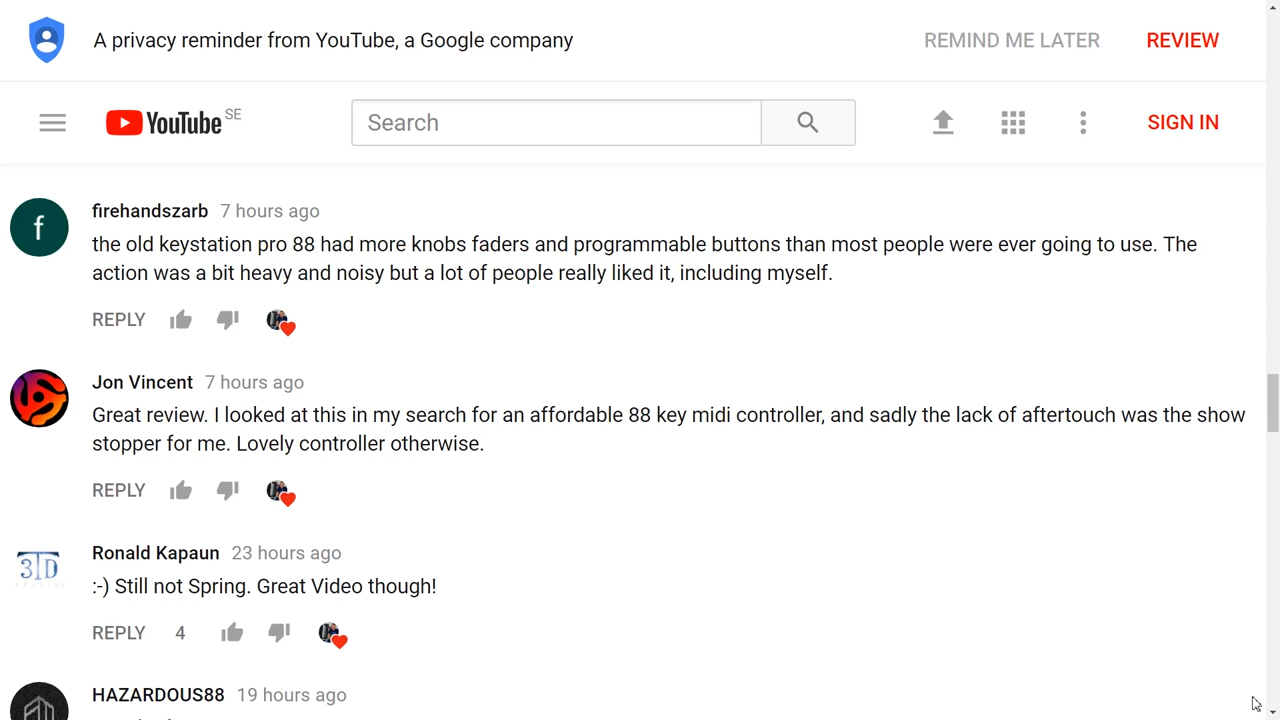 A privacy reminder from YouTube, a Google company
REMIND ME LATER
REVIEW
YouTube SE
Search
SIGN IN
f
firehandszarb 7 hours ago
the old keystation pro 88 had more knobs faders and programmable buttons than most people were ever going to use. The
action was a bit heavy and noisy but a lot of people really liked it, including myself.
REPLY
Jon Vincent 7 hours ago
Great review. I looked at this in my search for an affordable 88 key midi controller, and sadly the lack of aftertouch was the show
stopper for me. Lovely controller otherwise.
REPLY
3TD
Ronald Kapaun 23 hours ago
:-) Still not Spring. Great Video though!
REPLY 4
HAZARDOUS88 19 hours ago